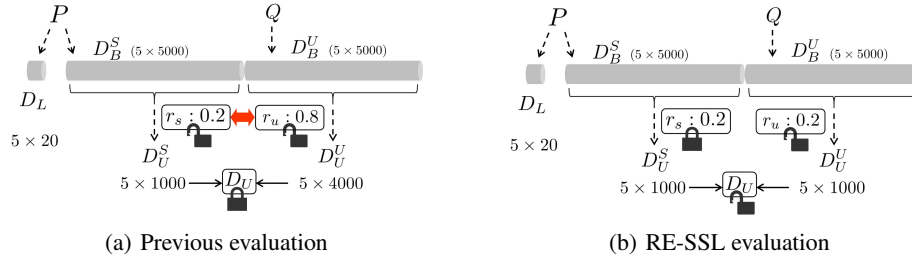 P
Q
D_B^S (5 × 5000)
D_B^U (5 × 5000)
D_L
r_s : 0.2
r_u : 0.8
5 × 20
D_U^S
D_U^U
5 × 1000
D_U
5 × 4000
(a) Previous evaluation
P
Q
D_B^S (5 × 5000)
D_B^U (5 × 5000)
D_L
r_s : 0.2
r_u : 0.2
5 × 20
D_U^S
D_U^U
5 × 1000
D_U
5 × 1000
(b) RE-SSL evaluation